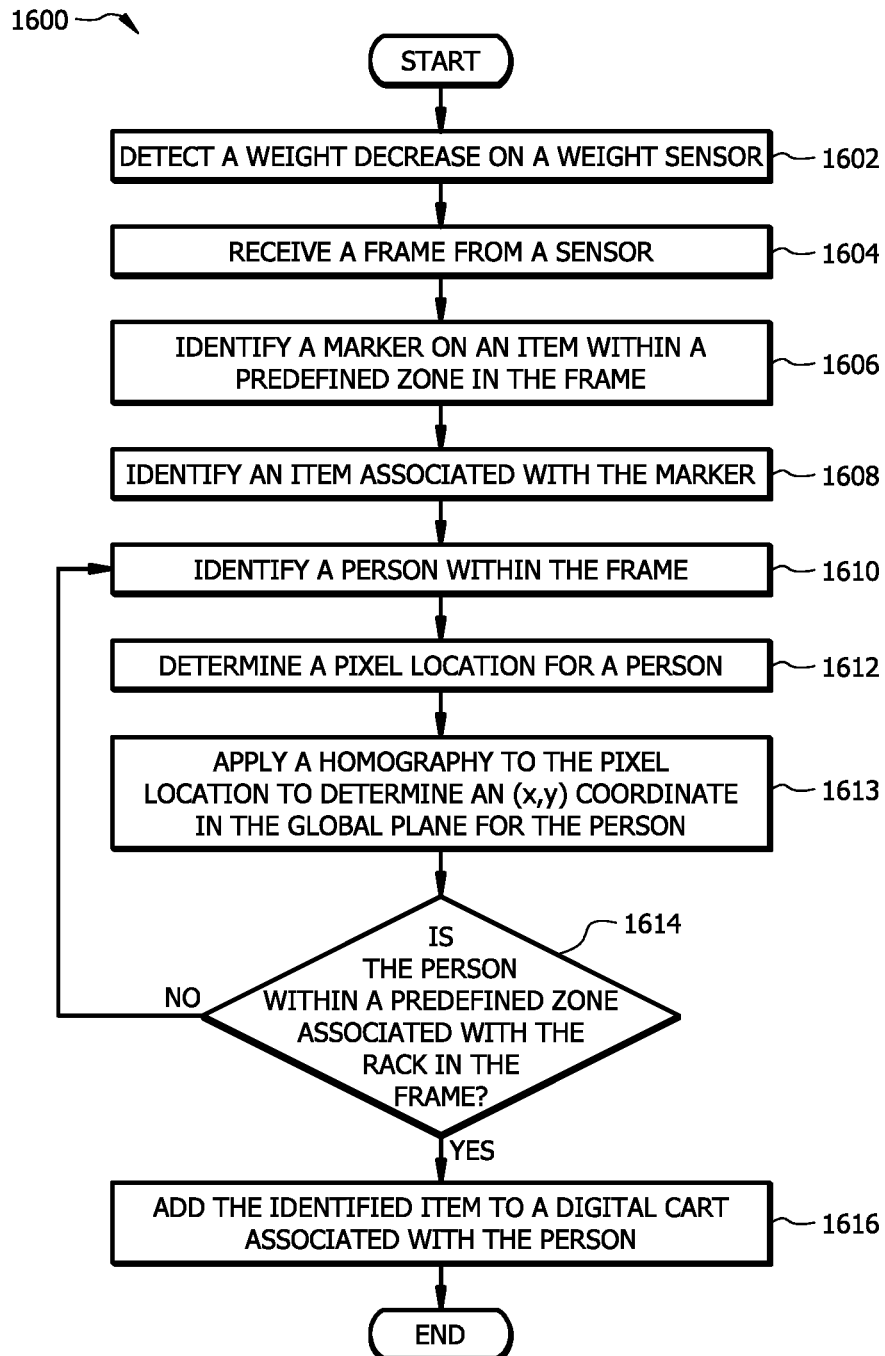 1600
START
DETECT A WEIGHT DECREASE ON A WEIGHT SENSOR
1602
RECEIVE A FRAME FROM A SENSOR
1604
IDENTIFY A MARKER ON AN ITEM WITHIN A
PREDEFINED ZONE IN THE FRAME
1606
IDENTIFY AN ITEM ASSOCIATED WITH THE MARKER
1608
IDENTIFY A PERSON WITHIN THE FRAME
1610
DETERMINE A PIXEL LOCATION FOR A PERSON
1612
APPLY A HOMOGRAPHY TO THE PIXEL
LOCATION TO DETERMINE AN (x,y) COORDINATE
IN THE GLOBAL PLANE FOR THE PERSON
1613
IS
THE PERSON
WITHIN A PREDEFINED ZONE
ASSOCIATED WITH THE
RACK IN THE
FRAME?
1614
NO
YES
ADD THE IDENTIFIED ITEM TO A DIGITAL CART
ASSOCIATED WITH THE PERSON
1616
END